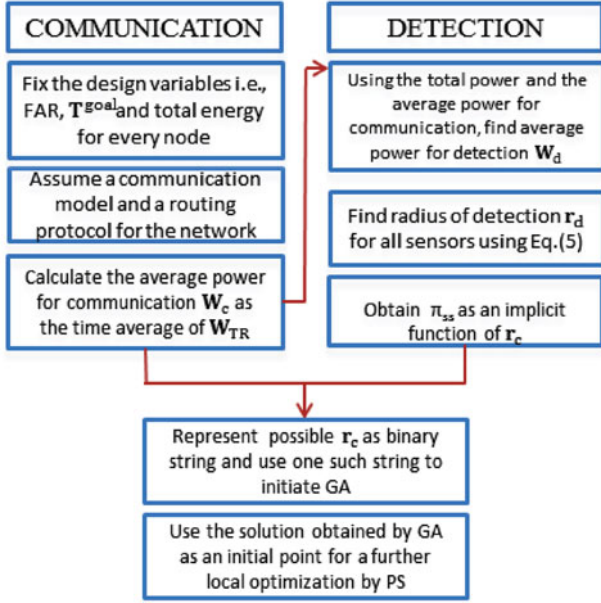 COMMUNICATION
Fix the design variables i.e.,
FAR, T^goal and total energy
for every node
Assume a communication
model and a routing
protocol for the network
Calculate the average power
for communication W_c as
the time average of W_TR
DETECTION
Using the total power and the
average power for
communication, find average
power for detection W_d
Find radius of detection r_d
for all sensors using Eq.(5)
Obtain π_ss as an implicit
function of r_c
Represent possible r_c as binary
string and use one such string to
initiate GA
Use the solution obtained by GA
as an initial point for a further
local optimization by PS